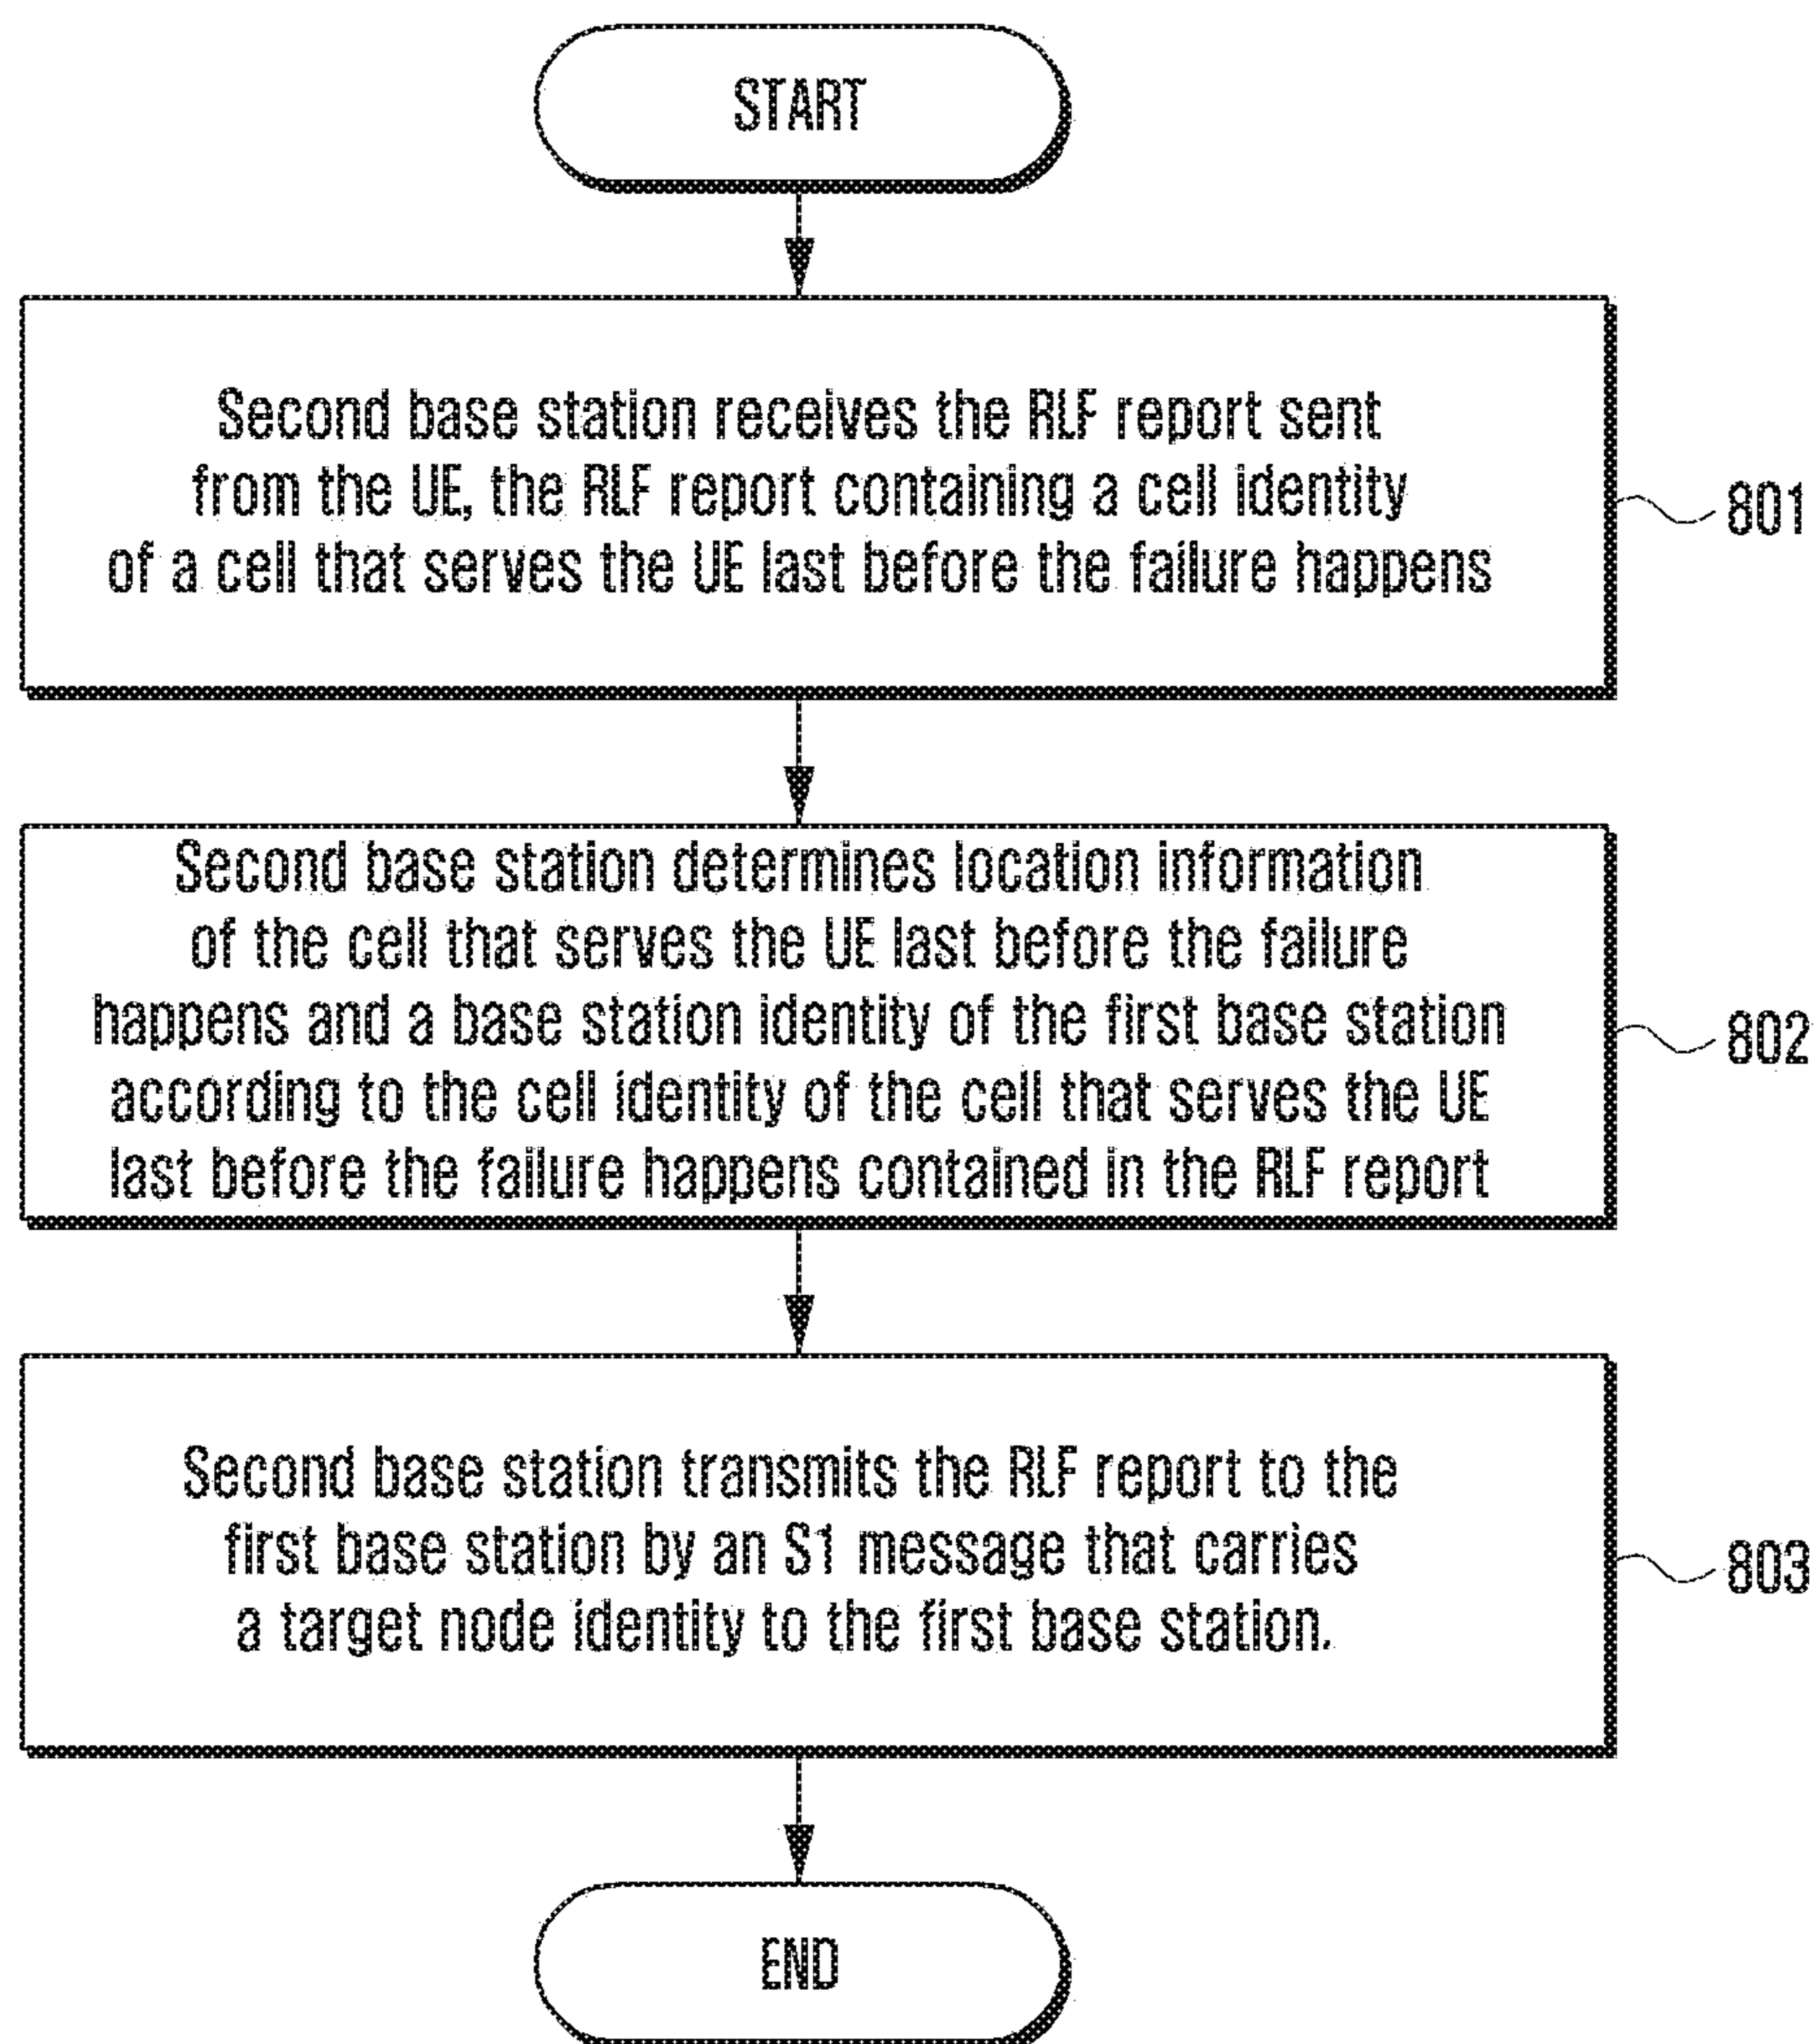 START
Second base station receives the RLF report sent
from the UE, the RLF report containing a cell identity
of a cell that serves the UE last before the failure happens
801
Second base station determines location information
of the cell that serves the UE last before the failure
happens and a base station identity of the first base station
according to the cell identity of the cell that serves the UE
last before the failure happens contained in the RLF report
802
Second base station transmits the RLF report to the
first base station by an S1 message that carries
a target node identity to the first base station.
803
END